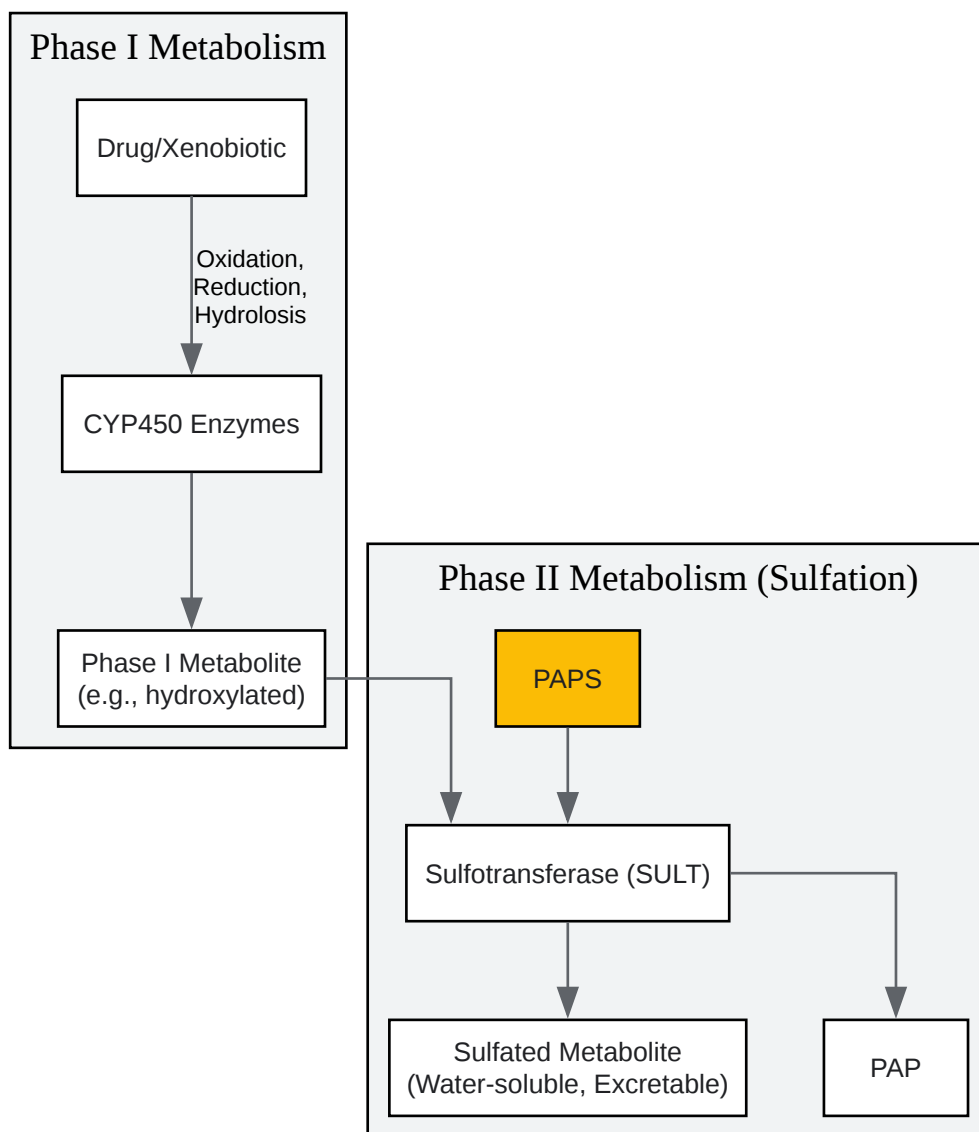 Phase I Metabolism
Drug/Xenobiotic
Oxidation,
Reduction,
Hydrolosis
CYP450 Enzymes
Phase I Metabolite
(e.g., hydroxylated)
Phase II Metabolism (Sulfation)
PAPS
Sulfotransferase (SULT)
Sulfated Metabolite
(Water-soluble, Excretable)
PAP